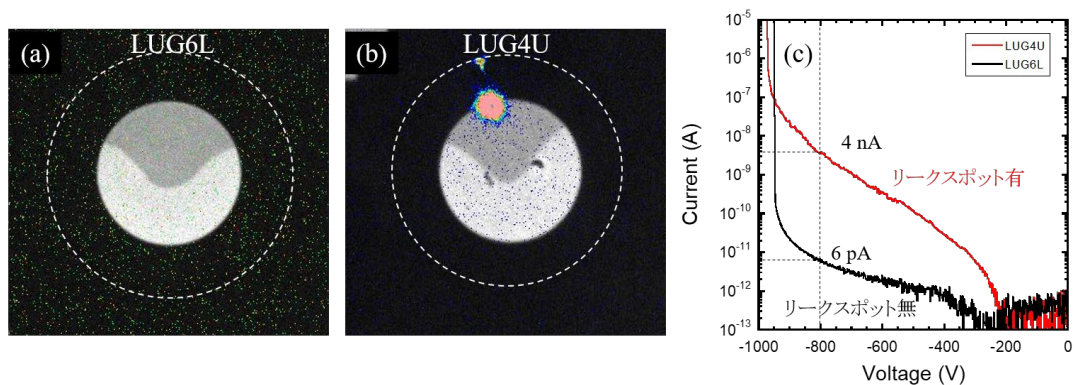 (a)
LUG6L
(b)
LUG4U
(c)
LUG4U
LUG6L
4 nA
リークスポット有
6 pA
リークスポット無
Current (A)
10-5
10-6
10-7
10-8
10-9
10-10
10-11
10-12
10-13
-1000
-800
-600
-400
-200
0
Voltage (V)